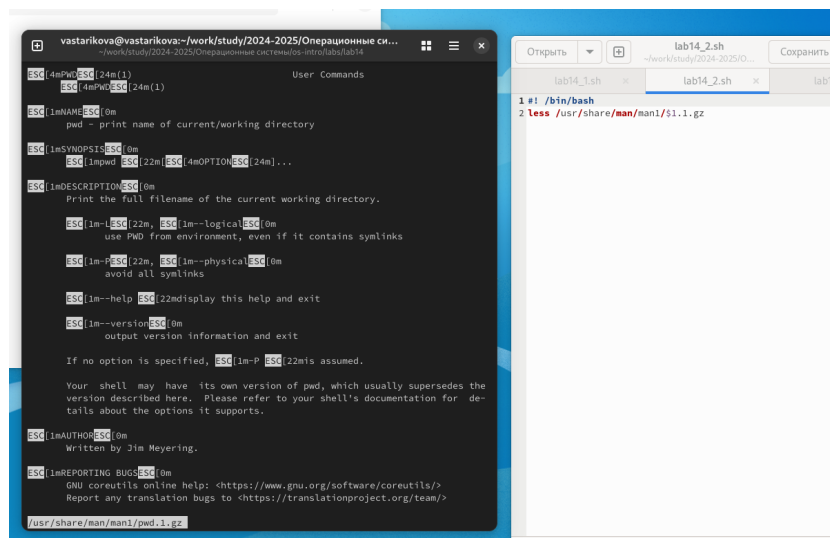 vastarikova@vastarikova:~/work/study/2024-2025/Операционные си...
~/work/study/2024-2025/Операционные системы/os-intro/labs/lab14
ESC[4mPWDESC[24m(1) User Commands
ESC[4mPWDESC[24m(1)
ESC[1mNAMEESC[0m
pwd - print name of current/working directory
ESC[1mSYNOPSISESC[0m
ESC[1mpwd ESC[22m[ESC[4mOPTIONESC[24m]...
ESC[1mDESCRIPTIONESC[0m
Print the full filename of the current working directory.
ESC[1m-LESC[22m, ESC[1m--logicalESC[0m
use PWD from environment, even if it contains symlinks
ESC[1m-PESC[22m, ESC[1m--physicalESC[0m
avoid all symlinks
ESC[1m--help ESC[22mdisplay this help and exit
ESC[1m--versionESC[0m
output version information and exit
If no option is specified, ESC[1m-P ESC[22mis assumed.
Your shell may have its own version of pwd, which usually supersedes the
version described here. Please refer to your shell's documentation for de-
tails about the options it supports.
ESC[1mAUTHORESC[0m
Written by Jim Meyering.
ESC[1mREPORTING BUGSESC[0m
GNU coreutils online help: <https://www.gnu.org/software/coreutils/>
Report any translation bugs to <https://translationproject.org/team/>
/usr/share/man/man1/pwd.1.gz
Открыть
lab14_2.sh
~/work/study/2024-2025/O...
Сохранить
lab14_1.sh ×
lab14_2.sh ×
lab1
1 #! /bin/bash
2 less /usr/share/man/man1/$1.1.gz